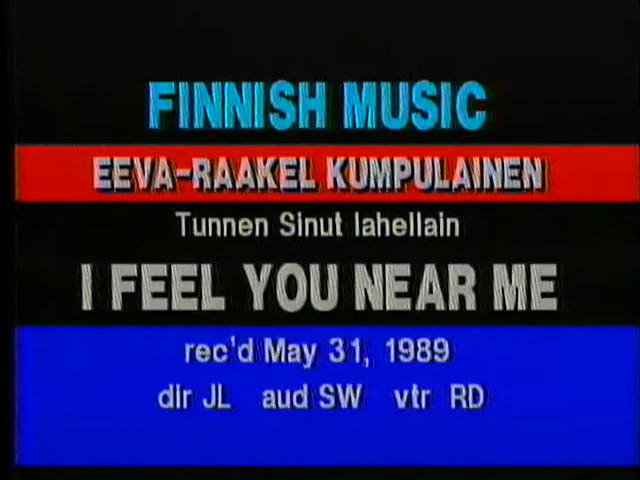 FINNISH MUSIC
EEVA-RAAKEL KUMPULAINEN
Tunnen Sinut lahellain
I FEEL YOU NEAR ME
rec'd May 31, 1989
dir JL aud SW vtr RD